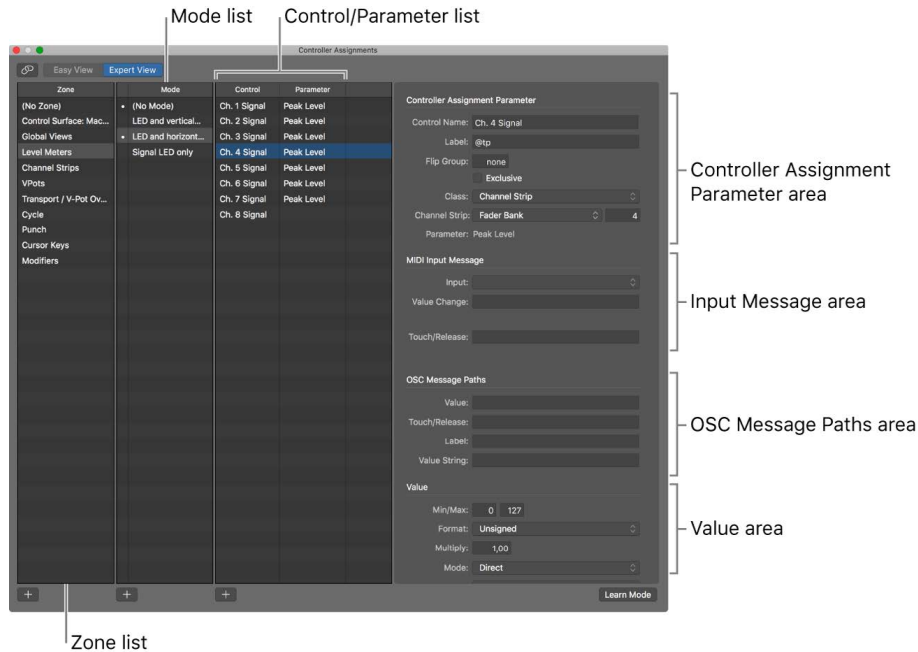 Mode list
Control/Parameter list
Controller Assignments
Easy View
Expert View
Zone
(No Zone)
Control Surface: Mac...
Global Views
Level Meters
Channel Strips
VPots
Transport / V-Pot Ov...
Cycle
Punch
Cursor Keys
Modifiers
Mode
• (No Mode)
LED and vertical...
• LED and horizont...
Signal LED only
Control Parameter
Ch. 1 Signal Peak Level
Ch. 2 Signal Peak Level
Ch. 3 Signal Peak Level
Ch. 4 Signal Peak Level
Ch. 5 Signal Peak Level
Ch. 6 Signal Peak Level
Ch. 7 Signal Peak Level
Ch. 8 Signal
Controller Assignment Parameter
Control Name: Ch. 4 Signal
Label: @tp
Flip Group: none
Exclusive
Class: Channel Strip
Channel Strip: Fader Bank 4
Parameter: Peak Level
MIDI Input Message
Input:
Value Change:
Touch/Release:
OSC Message Paths
Value:
Touch/Release:
Label:
Value String:
Value
Min/Max: 0 127
Format: Unsigned
Multiply: 1,00
Mode: Direct
+
+
+
Learn Mode
Controller Assignment
Parameter area
Input Message area
OSC Message Paths area
Value area
Zone list